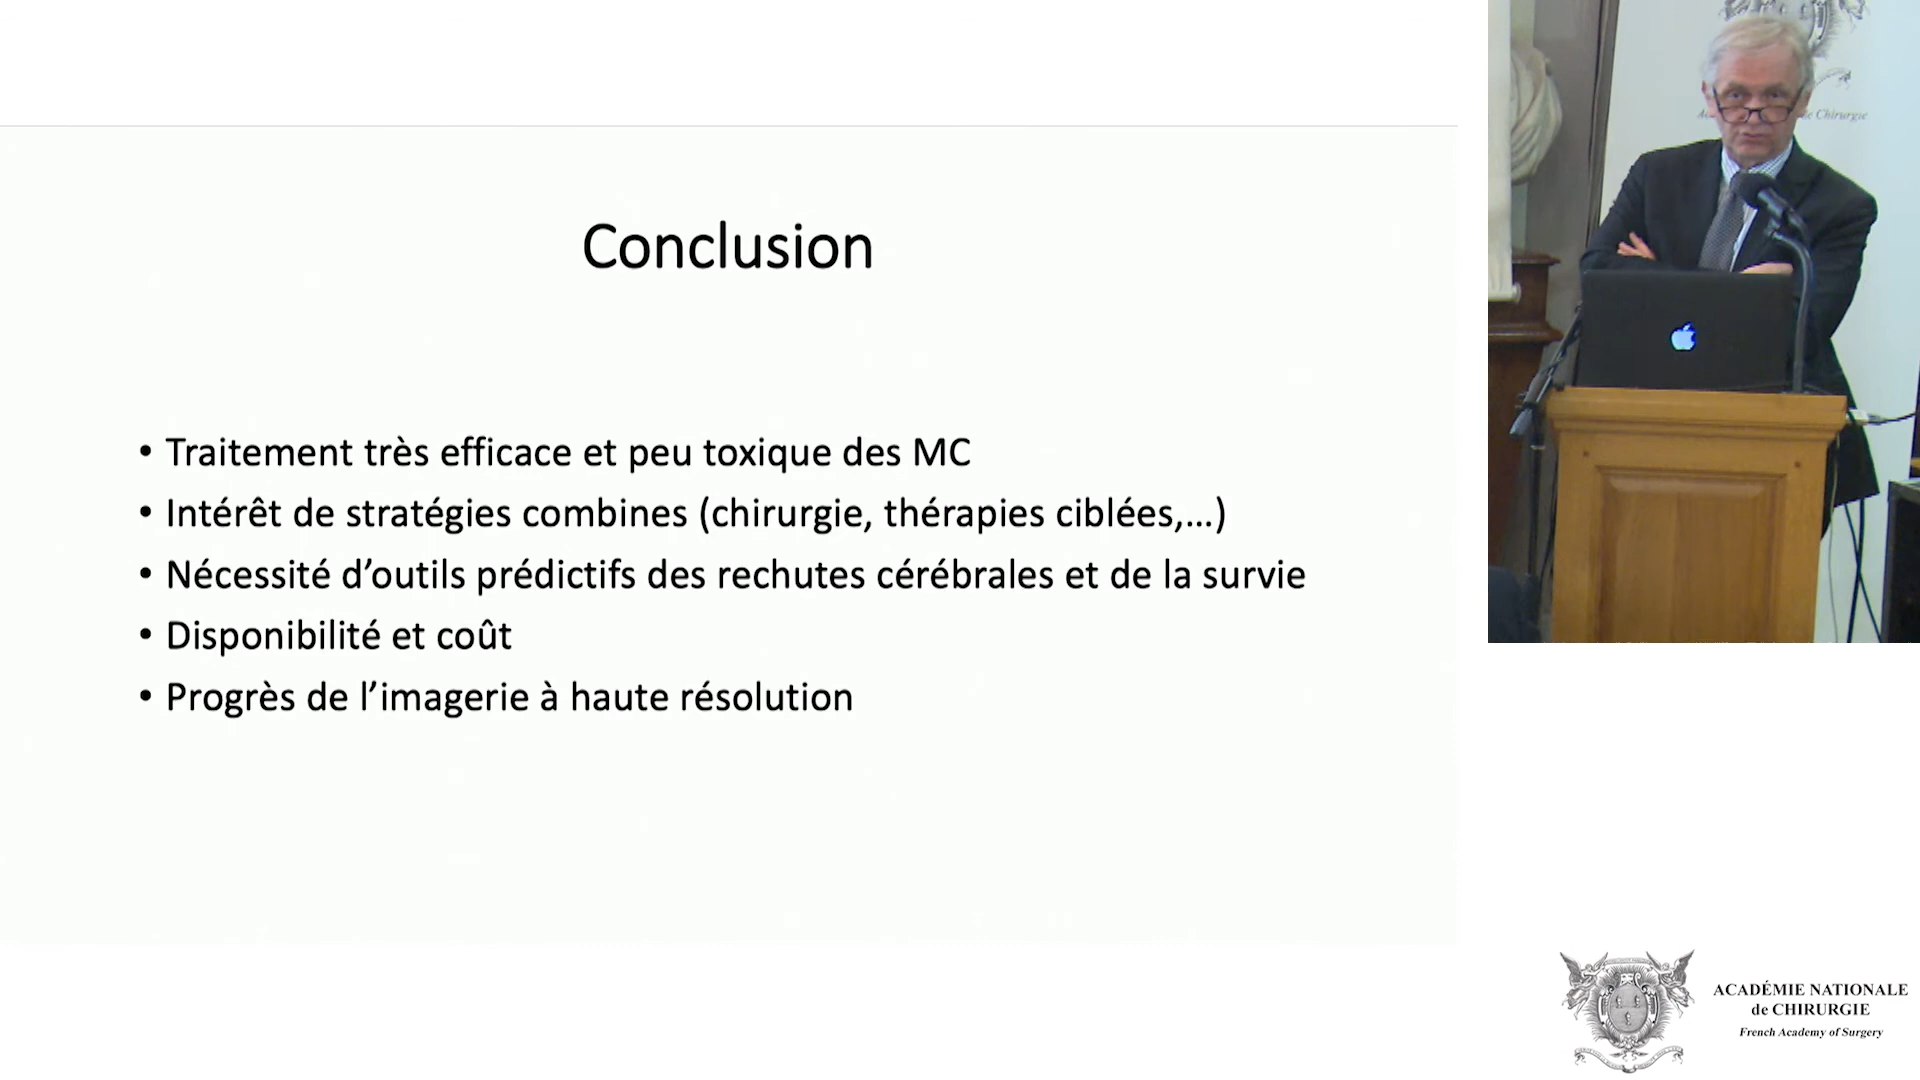 Conclusion
• Traitement très efficace et peu toxique des MC
• Intérêt de stratégies combines (chirurgie, thérapies ciblées,…)
• Nécessité d’outils prédictifs des rechutes cérébrales et de la survie
• Disponibilité et coût
• Progrès de l’imagerie à haute résolution
de Chirurgie
ACADÉMIE NATIONALE
de CHIRURGIE
French Academy of Surgery